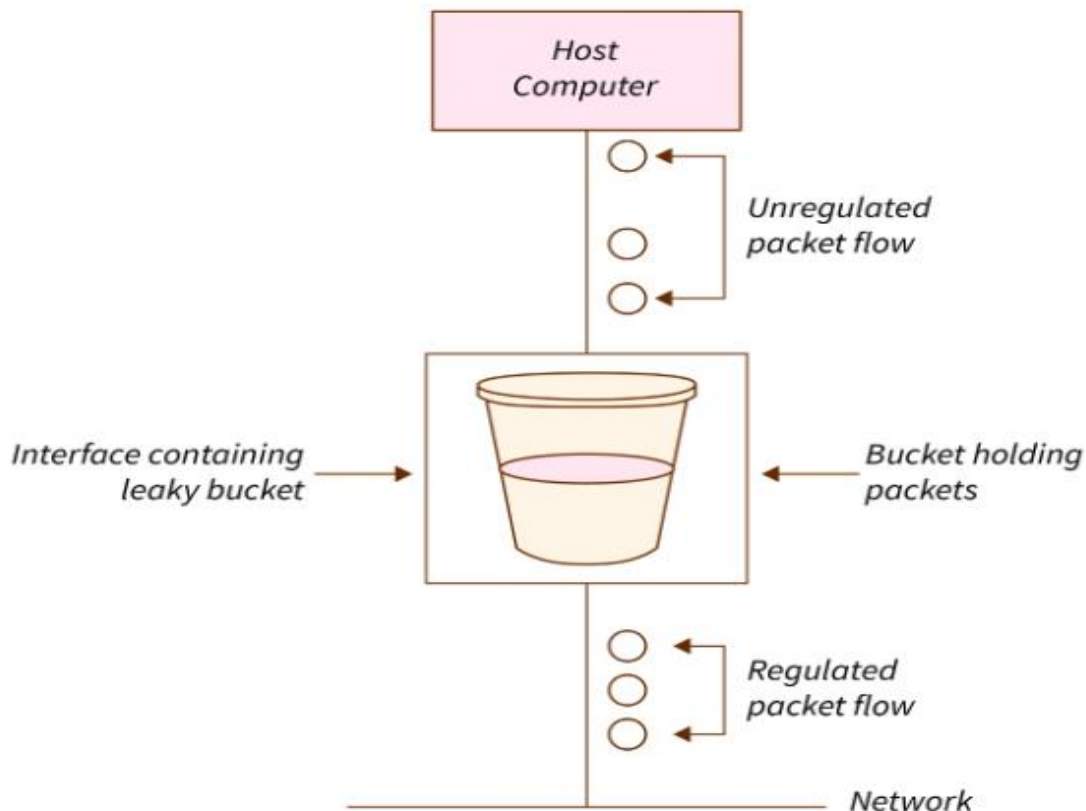 Host
Computer
Unregulated
packet flow
Interface containing
leaky bucket
Bucket holding
packets
Regulated
packet flow
Network